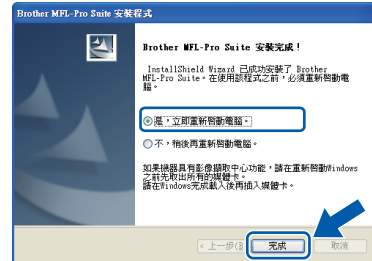 Brother MFL-Pro Suite 安裝程式
Brother MFL-Pro Suite 安裝完成！
InstallShield Wizard 已成功安裝了 Brother
MFL-Pro Suite。在使用該程式之前，必須重新啓動電
腦。
是，立即重新啓動電腦。
不，稍後再重新啓動電腦。
如果機器具有影像擷取中心功能，請在重新啓動Windows
之前先取出所有的媒體卡。
請在Windows完成載入後再插入媒體卡。
< 上一步(B
完成
取消